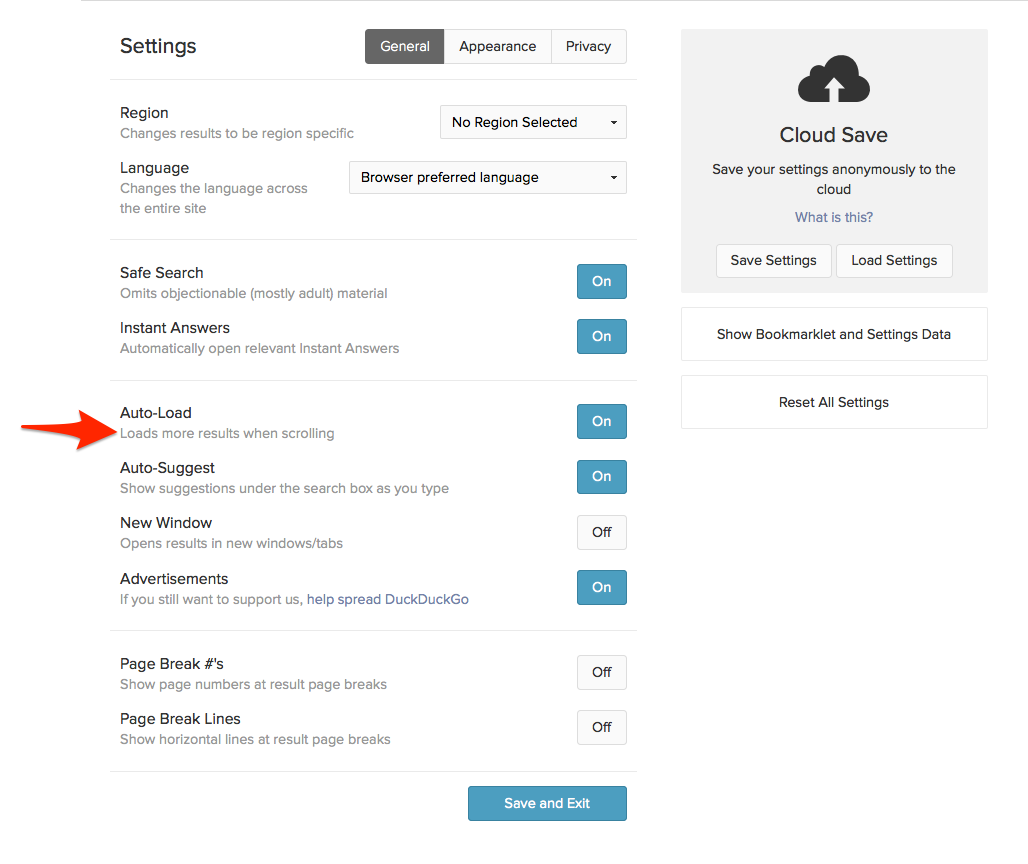 Settings
General
Appearance
Privacy
Region
Changes results to be region specific
No Region Selected
Language
Changes the language across
the entire site
Browser preferred language
Safe Search
Omits objectionable (mostly adult) material
On
Instant Answers
Automatically open relevant Instant Answers
On
Auto-Load
Loads more results when scrolling
On
Auto-Suggest
Show suggestions under the search box as you type
On
New Window
Opens results in new windows/tabs
Off
Advertisements
If you still want to support us, help spread DuckDuckGo
On
Page Break #'s
Show page numbers at result page breaks
Off
Page Break Lines
Show horizontal lines at result page breaks
Off
Save and Exit
Cloud Save
Save your settings anonymously to the
cloud
What is this?
Save Settings
Load Settings
Show Bookmarklet and Settings Data
Reset All Settings